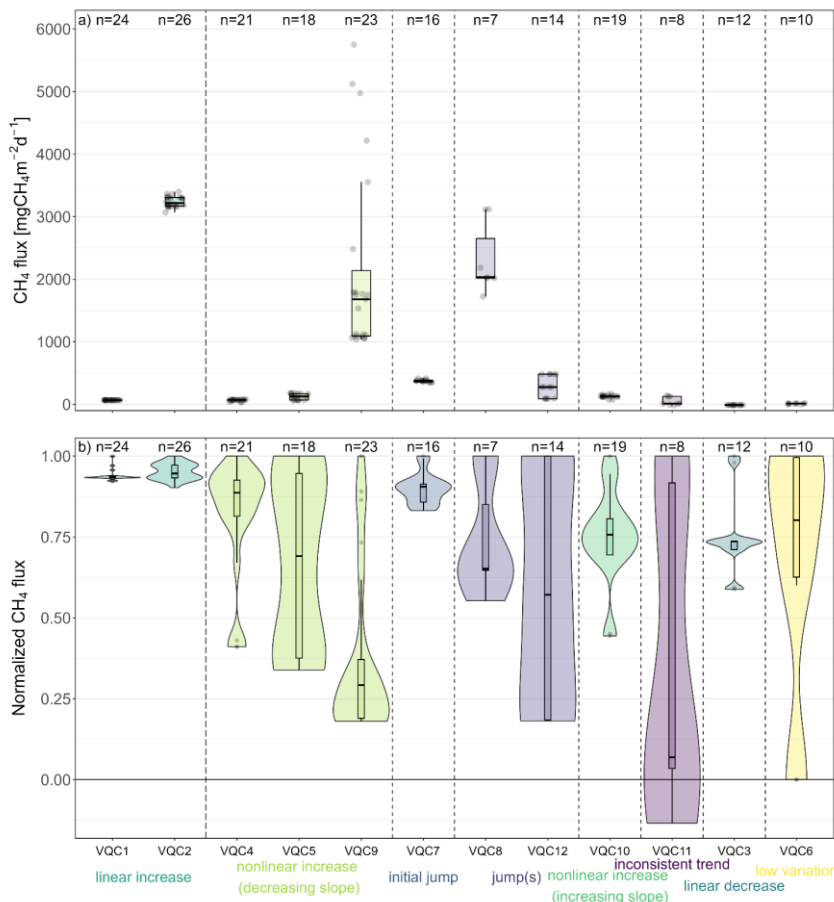 a) n=24 n=26 n=21 n=18 n=23 n=16 n=7 n=14 n=19 n=8 n=12 n=10
6000
5000
4000
3000
2000
1000
0
CH₄ flux [mgCH₄m⁻²d⁻¹]
b) n=24 n=26 n=21 n=18 n=23 n=16 n=7 n=14 n=19 n=8 n=12 n=10
1.00
0.75
0.50
0.25
0.00
Normalized CH₄ flux
VQC1 VQC2 VQC4 VQC5 VQC9 VQC7 VQC8 VQC12 VQC10 VQC11 VQC3 VQC6
linear increase
nonlinear increase
(decreasing slope)
initial jump
jump(s)
nonlinear increase
(increasing slope)
inconsistent trend
linear decrease
low variation